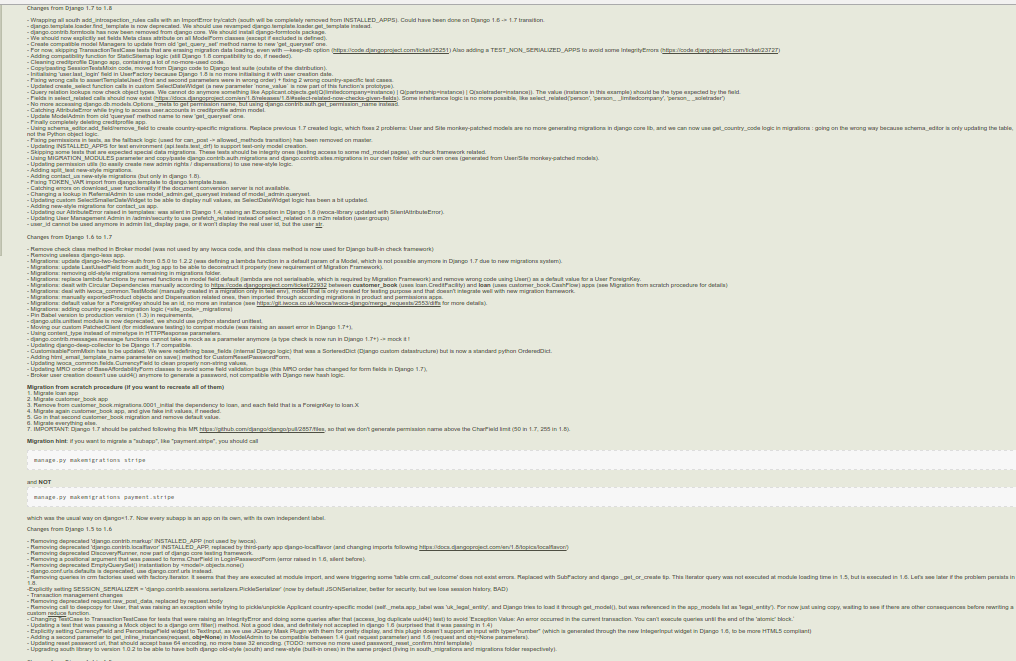 Changes from Django 1.7 to 1.8
- Wrapping all south add_introspection_rules calls with an ImportError try/catch (south will be completely removed from INSTALLED_APPS). Could have been done on Django 1.6 -> 1.7 transition.
- django.template.loader.find_template is now deprecated. We should use revamped django.template.loader.get_template instead.
- django.contrib.formtools has now been removed from django core. We should install django-formtools package.
- We should now explicitly set fields Meta class attribute on all ModelForm classes (except if defined).
- Create compatible model Managers to update from old 'get_query_set' method name to new 'get_queryset' one.
- For now, skipping TransactionTestCase tests that are erasing migration data loading, even with --keep-db option (https://code.djangoproject.com/ticket/25251) Also adding a TEST_NON_SERIALIZED_APPS to avoid some IntegrityErrors (https://code.djangoproject.com/ticket/23727)
- Adding compatibility function for StaticSitemap logic (still Django 1.8 compatibility to do, if needed).
- Cleaning creditprofile Django app, containing a lot of no-more-used code.
- Copy/pasting SessionTestsMixin code, moved from Django code to Django test suite (outside of the distribution).
- Initialising 'user.last_login' field in UserFactory because Django 1.8 is no more initialising it with user creation date.
- Fixing wrong calls to assertTemplateUsed (first and second parameters were in wrong order) + fixing 2 wrong country-specific test cases.
- Updated create_select function calls in custom SelectDateWidget (a new parameter 'none_value' is now part of this function's prototype).
- Query relation lookups now check object types. We cannot do anymore something like Applicant.objects.get(Q(limitedcompany=instance) | Q(partnership=instance) | Q(soletrader=instance)). The value (instance in this example) should be the type expected by the field.
- Fields in select_related calls should now exist (https://docs.djangoproject.com/en/1.8/releases/1.8/#select-related-now-checks-given-fields). Some inheritance logic is no more possible, like select_related('person', 'person__limitedcompany', 'person__soletrader')
- No more accessing django.db.models.Options._meta to get permission name, but using django.contrib.auth.get_permission_name instead.
- Catching AttributeError while trying to access user.accounts in creditprofile admin model.
- Update ModelAdmin from old 'queryset' method name to new 'get_queryset' one.
- Finally completely deleting creditprofile app.
- Using schema_editor.add_field/remove_field to create country-specific migrations. Replace previous 1.7 created logic, which fixes 2 problems: User and Site monkey-patched models are no more generating migrations in django core lib, and we can now use get_country_code logic in migrations : going on the wrong way because schema_editor is only updating the table,
not the Python object logic.
- Fixing permissions in tests, as the fallback logic (used for can_post -> allowed_methods transition) has been removed on master.
- Updating INSTALLED_APPS for test environment (api.tests.test_drf) to support test-only model creation.
- Skipping some tests that are expected special data migrations. These tests should be integrity ones (testing access to some md_model pages), or check framework related.
- Using MIGRATION_MODULES parameter and copy/paste django.contrib.auth.migrations and django.contrib.sites.migrations in our own folder with our own ones (generated from User/Site monkey-patched models).
- Updating permission utils (to easily create new admin rights / dispensations) to use new-style logic.
- Adding split_test new-style migrations.
- Adding contact_us new-style migrations (but only in django 1.8).
- Fixing TOKEN_VAR import from django.template to django.template.base.
- Catching errors on download_user functionality if the document conversion server is not available.
- Changing a lookup in ReferralAdmin to use model_admin.get_queryset instead of model_admin.queryset.
- Updating custom SelectSmallerDateWidget to be able to display null values, as SelectDateWidget logic has been a bit updated.
- Adding new-style migrations for contact_us app.
- Updating our AttributeError raised in templates: was silent in Django 1.4, raising an Exception in Django 1.8 (iwoca-library updated with SilentAttributeError).
- Updating User Management Admin in /admin/security to use prefetch_related instead of select_related on a m2m relation (user.groups)
- user_id cannot be used anymore in admin list_display page, or it won't display the real user id, but the user str.
Changes from Django 1.6 to 1.7
- Remove check class method in Broker model (was not used by any iwoca code, and this class method is now used for Django built-in check framework)
- Removing useless django-less app.
- Migrations: update django-two-factor-auth from 0.5.0 to 1.2.2 (was defining a lambda function in a default param of a Model, which is not possible anymore in Django 1.7 due to new migrations system).
- Migrations: update LastUsedField from audit_log app to be able to deconstruct it properly (new requirement of Migration Framework).
- Migrations: removing old-style migrations remaining in migrations folder.
- Migrations: replace lambda functions by named functions in model field default (lambda are not serialisable, which is required by Migration Framework) and remove wrong code using User() as a default value for a User ForeignKey.
- Migrations: dealt with Circular Dependencies manually according to https://code.djangoproject.com/ticket/22932 between customer_book (uses loan.CreditFacility) and loan (uses customer_book.CashFlow) apps (see Migration from scratch procedure for details)
- Migrations: deal with iwoca_common.TestModel (manually created in a migration only in test env), model that is only created for testing purpose and that doesn't integrate well with new migration framework.
- Migrations: manually exportedProduct objects and Dispensation related ones, then imported through according migrations in product and permissions apps.
- Migrations: default value for a ForeignKey should be an id, no more an instance (see https://git.iwoca.co.uk/iwoca/iwoca-django/merge_requests/2553/diffs for more details).
- Migrations: adding country specific migration logic (<site_code>_migrations)
- Pin Babel version to production version (1.3) in requirements,
- django.utils.unittest module is now deprecated, we should use python standard unittest.
- Moving our custom PatchedClient (for middleware testing) to compat module (was raising an assert error in Django 1.7+),
- Using content_type instead of mimetype in HTTPResponse parameters.
- django.contrib.messages.message functions cannot take a mock as a parameter anymore (a type check is now run in Django 1.7+) -> mock it !
- Updating django-deep-collector to be Django 1.7 compatible.
- CustomisableFormMixin has to be updated. We were redefining base_fields (internal Django logic) that was a SorteredDict (Django custom datastructure) but is now a standard python OrderedDict.
- Adding html_email_template_name parameter on save() method for CustomResetPasswordForm.
- Updating iwoca_common.fields.CurrencyField to clean properly non-string values,
- Updating MRO order of BaseAffordabilityForm classes to avoid some field validation bugs (this MRO order has changed for form fields in Django 1.7),
- Broker user creation doesn't use uuid4() anymore to generate a password, not compatible with Django new hash logic.
Migration from scratch procedure (if you want to recreate all of them)
1. Migrate loan app
2. Migrate customer_book app
3. Remove from customer_book.migrations.0001_initial the dependency to loan, and each field that is a ForeignKey to loan.X
4. Migrate again customer_book app, and give fake init values, if needed.
5. Go in that second customer_book migration and remove default value.
6. Migrate everything else.
7. IMPORTANT: Django 1.7 should be patched following this MR https://github.com/django/django/pull/2857/files, so that we don't generate permission name above the CharField limit (50 in 1.7, 255 in 1.8).
Migration hint: if you want to migrate a "subapp", like "payment.stripe", you should call
manage.py makemigrations stripe
and NOT
manage.py makemigrations payment.stripe
which was the usual way on django<1.7. Now every subapp is an app on its own, with its own independent label.
Changes from Django 1.5 to 1.6
- Removing deprecated 'django.contrib.markup' INSTALLED_APP (not used by iwoca).
- Removing deprecated 'django.contrib.localflavor' INSTALLED_APP, replaced by third-party app django-localflavor (and changing imports following https://docs.djangoproject.com/en/1.6/topics/localflavor/)
- Removing deprecated DiscoveryRunner, now part of django core testing framework.
- Removing a positional argument that was passed to forms.CharField in LoginPasswordForm (error raised in 1.6, silent before).
- Removing deprecated EmptyQuerySet() instantiation by <model>.objects.none()
- django.conf.urls.defaults is deprecated, use django.conf.urls instead.
- Removing queries in crm factories used with factory.Iterator. It seems that they are executed at module import, and were triggering some 'table crm.call_outcome' does not exist errors. Replaced with SubFactory and django _get_or_create tip. This Iterator query was not executed at module loading time in 1.5, but is executed in 1.6. Let's see later if the problem persists in
1.8.
-Explicitly setting SESSION_SERIALIZER = 'django.contrib.sessions.serializers.PickleSerializer' (now by default JSONSerializer, better for security, but we lose session history, BAD)
- Transaction management changes
- Removing deprecated request.raw_post_data, replaced by request.body
- Removing call to deepcopy for User, that was raising an exception while trying to pickle/unpickle Applicant country-specific model (self._meta.app_label was 'uk_legal_entity', and Django tries to load it through get_model(), but was referenced in the app_models list as 'legal_entity'). For now just using copy, waiting to see if there are other consequences before rewriting a
custom reduce function.
- Changing TestCase to TransactionTestCase for tests that were raising an IntegrityError and doing some queries after that (access_log duplicate uuid4() test) to avoid 'Exception Value: An error occurred in the current transaction. You can't execute queries until the end of the 'atomic' block.'
- Updating a test that was passing a Mock object to a django orm filter() method. Not a good idea, and definitely not accepted in django 1.6 (surprised that it was passing in 1.4)
- Explicitly setting CurrencyField and PercentageField widget to TextInput, as we use JQuery Mask Plugin with them for pretty display, and this plugin doesn't support an input with type="number" (which is generated through the new IntegerInput widget in Django 1.6, to be more HTML5 compliant)
- Adding a second parameter to get_inline_instances(request, obj=None) in ModelAdmin to be compatible between 1.4 (just request parameter) and 1.6 (request and obj=None parameters).
- Updating reset password url that should accept base 64 encoding, no more base 32 encoding. (TODO: remove no more used password_reset_confirm.html template)
- Upgrading south library to version 1.0.2 to be able to have both django old-style (south) and new-style (built-in ones) in the same project (living in south_migrations and migrations folder respectively).